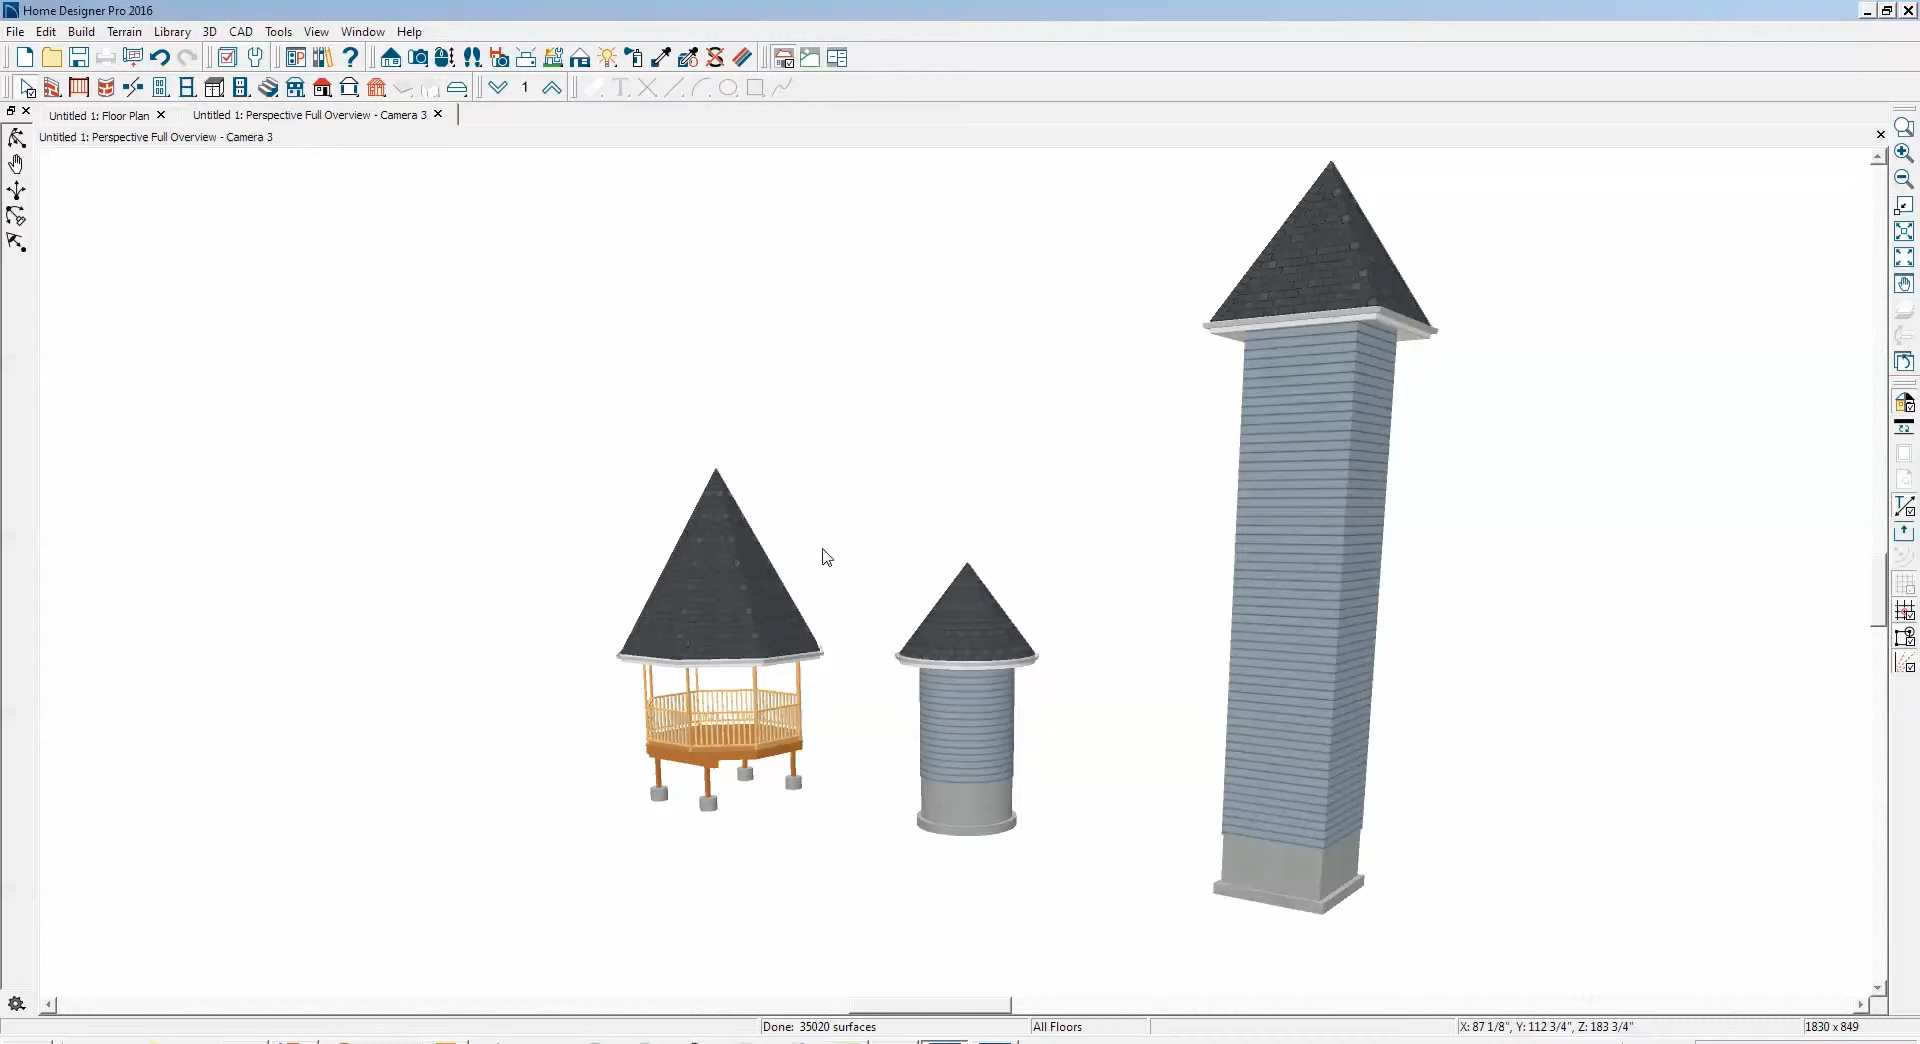 Home Designer Pro 2016
File Edit Build Terrain Library 3D CAD Tools View Window Help
1
Untitled 1: Floor Plan Untitled 1: Perspective Full Overview - Camera 3
Untitled 1: Perspective Full Overview - Camera 3
Done: 35020 surfaces All Floors X: 87 1/8", Y: 112 3/4", Z: 183 3/4" 1830 x 849